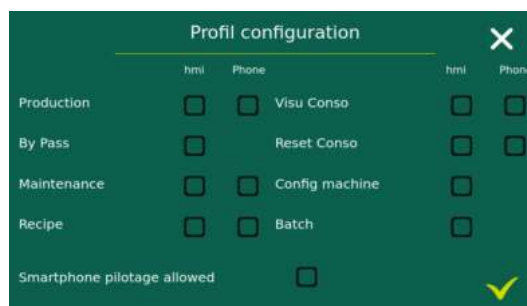 Profil configuration
hmi Phone hmi Phon
Production Visu Conso
By Pass Reset Conso
Maintenance Config machine
Recipe Batch
Smartphone pilotage allowed